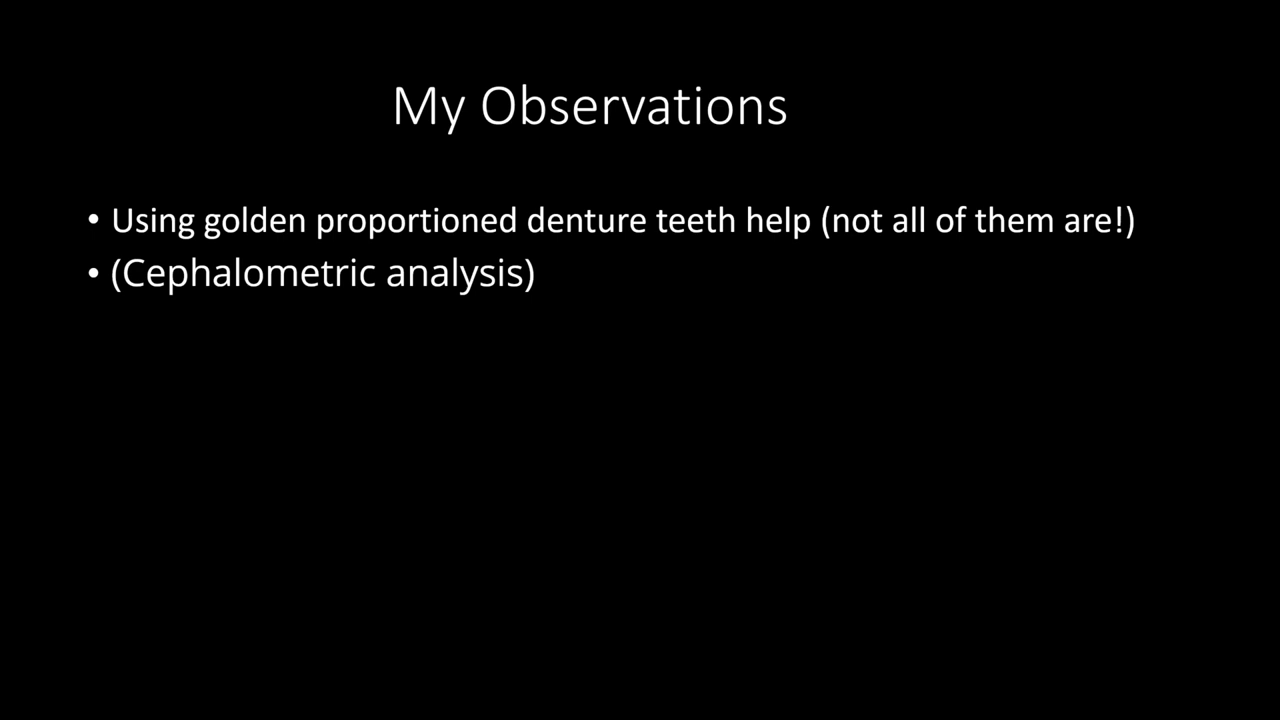 My Observations
• Using golden proportioned denture teeth help (not all of them are!)
• (Cephalometric analysis)